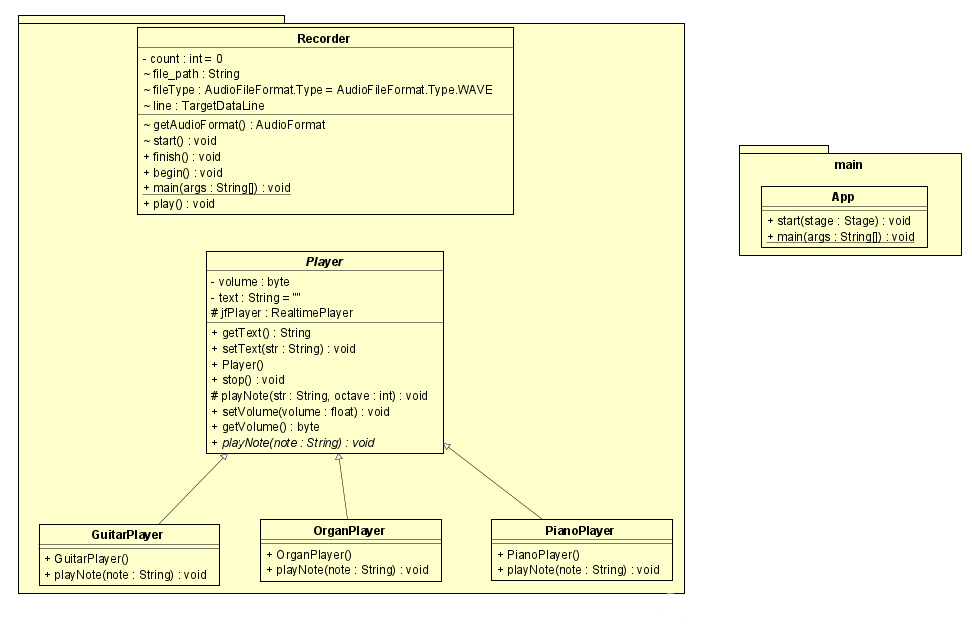 Recorder
- count : int = 0
~ file_path : String
~ fileType : AudioFileFormat.Type = AudioFileFormat.Type.WAVE
~ line : TargetDataLine
~ getAudioFormat() : AudioFormat
~ start() : void
+ finish() : void
+ begin() : void
+ main(args : String[]) : void
+ play() : void
main
App
+ start(stage : Stage) : void
+ main(args : String[]) : void
Player
- volume : byte
- text : String = ""
# jfPlayer : RealtimePlayer
+ getText() : String
+ setText(str : String) : void
+ Player()
+ stop() : void
# playNote(str : String, octave : int) : void
+ setVolume(volume : float) : void
+ getVolume() : byte
+ playNote(note : String) : void
GuitarPlayer
+ GuitarPlayer()
+ playNote(note : String) : void
OrganPlayer
+ OrganPlayer()
+ playNote(note : String) : void
PianoPlayer
+ PianoPlayer()
+ playNote(note : String) : void